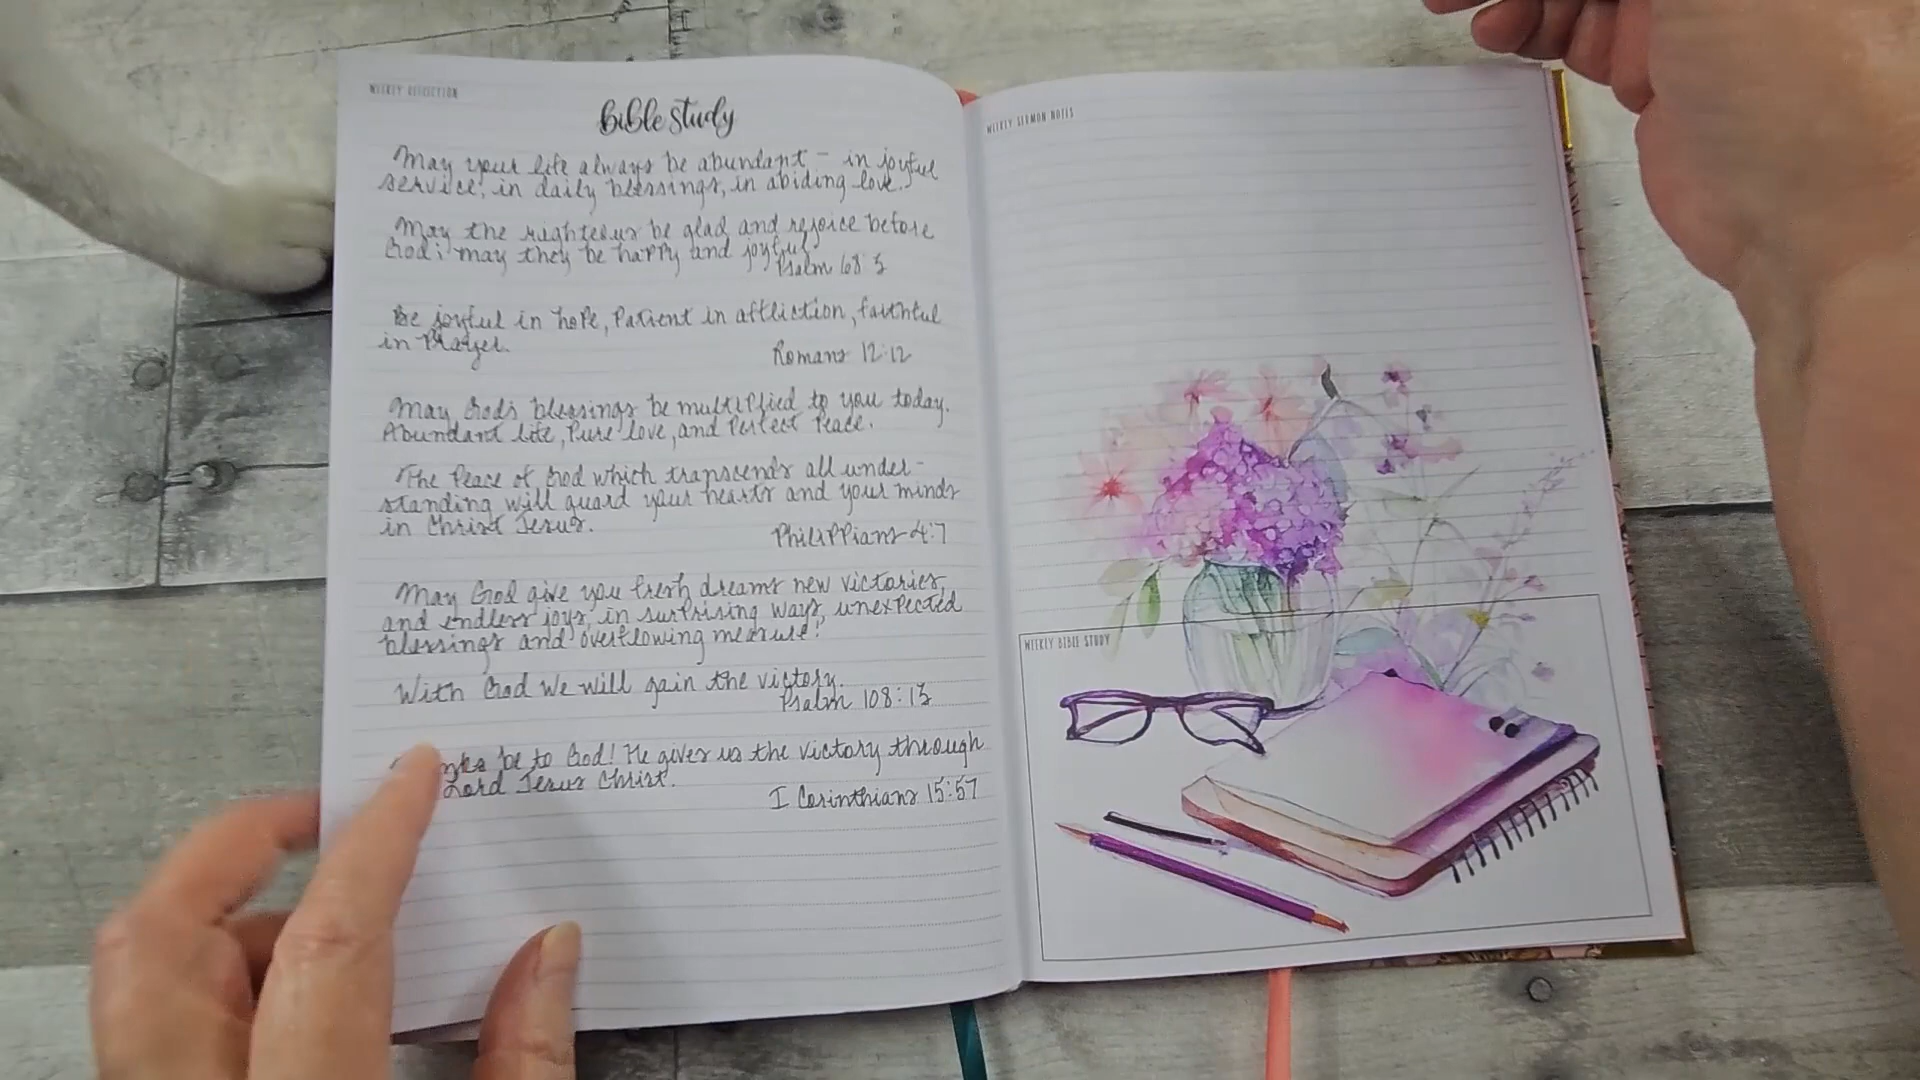 WEEKLY REFLECTION
Bible Study
May your life always be abundant - in joyful
service, in daily blessings, in abiding love.
May the righteous be glad and rejoice before
God; may they be happy and joyful.
Psalm 68:3
Be joyful in hope, Patient in affliction, faithful
in Prayer.
Romans 12:12
May God's blessings be multiplied to you today.
Abundant life, Pure love, and Perfect Peace.
The Peace of God which transcends all under-
standing will guard your hearts and your minds
in Christ Jesus.
Philippians 4:7
May God give you fresh dreams new victories,
and endless joys, in surprising ways, unexpected
blessings and overflowing measure!
With God we will gain the victory.
Psalm 108:13
be to God! He gives us the victory through
Lord Jesus Christ.
I Corinthians 15:57
WEEKLY SERMON NOTES
WEEKLY BIBLE STUDY